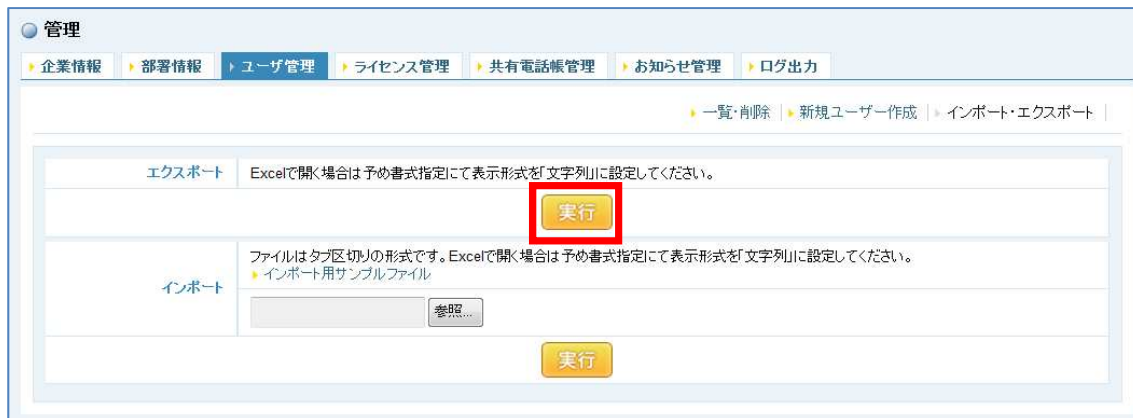 管理
企業情報 部署情報 ユーザ管理 ライセンス管理 共有電話帳管理 お知らせ管理 ログ出力
一覧・削除 | 新規ユーザー作成 | インポート・エクスポート |
エクスポート Excelで開く場合は予め書式指定にて表示形式を「文字列」に設定してください。
実行
ファイルはタブ区切りの形式です。Excelで開く場合は予め書式指定にて表示形式を「文字列」に設定してください。
インポート用サンプルファイル
インポート
参照...
実行